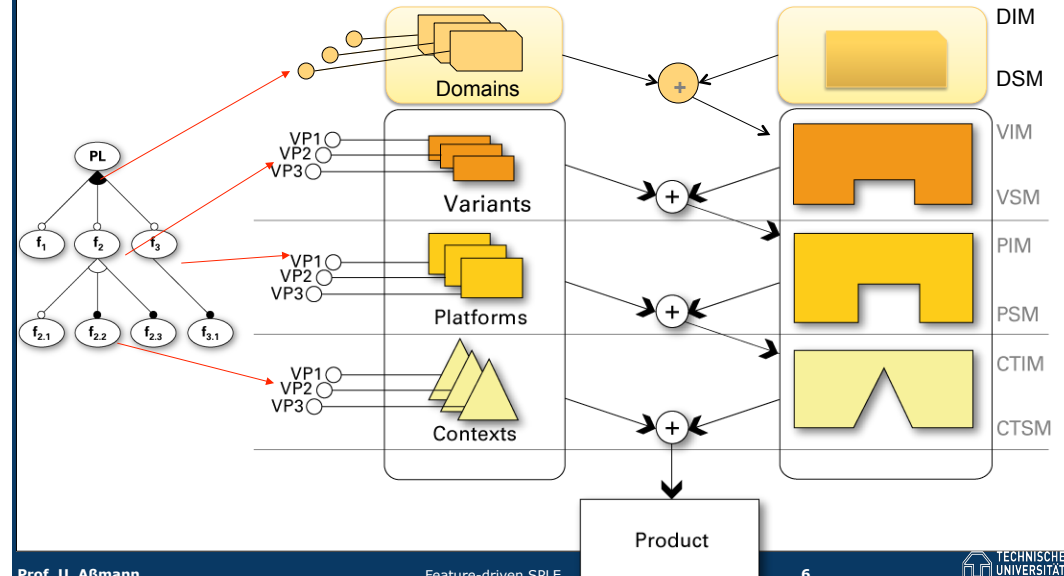 DIM
Domains
+
DSM
PL
VP1
VP2
VP3
Variants
+
VIM
VSM
f1
f2
f3
VP1
VP2
VP3
Platforms
+
PIM
PSM
f2.1
f2.2
f2.3
f3.1
VP1
VP2
VP3
Contexts
+
CTIM
CTSM
Product
Prof. U. Aßmann
Feature-driven SPLE
6
TECHNISCHE
UNIVERSITÄT